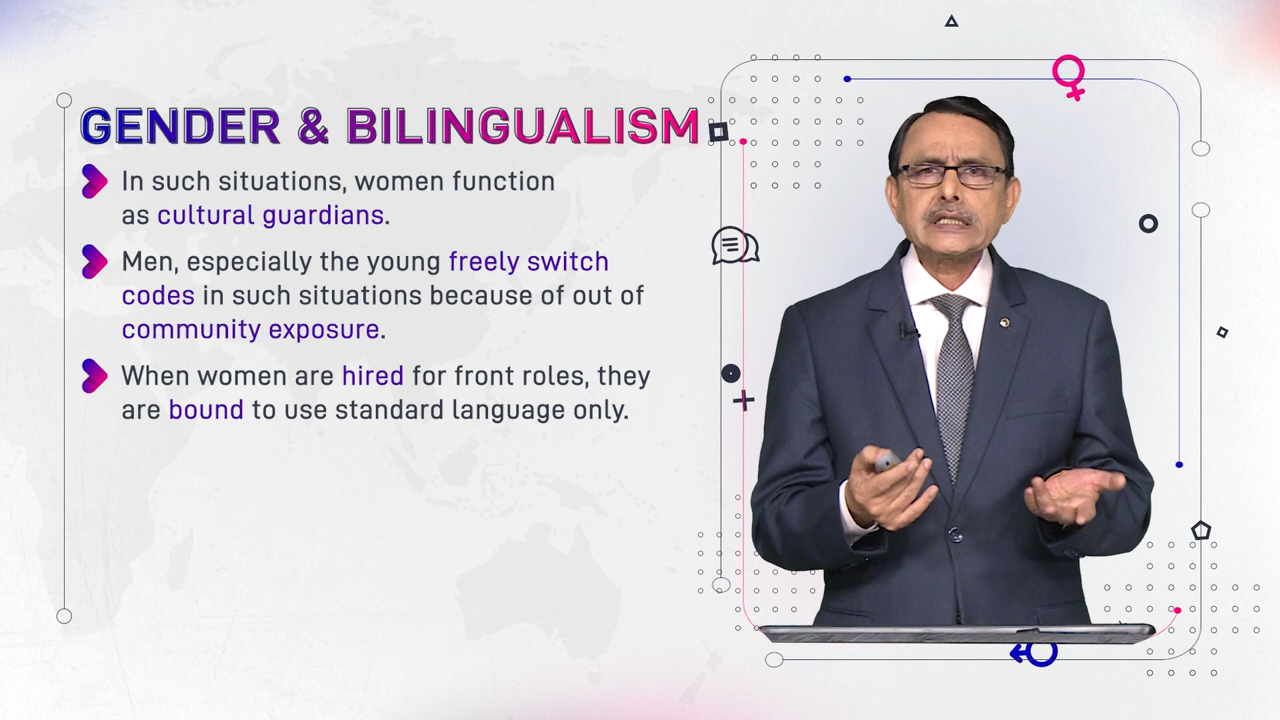 GENDER & BILINGUALISM
In such situations, women function
as cultural guardians.
Men, especially the young freely switch
codes in such situations because of out of
community exposure.
When women are hired for front roles, they
are bound to use standard language only.